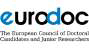 eurodoc
The European Council of Doctoral
Candidates and Junior Researchers